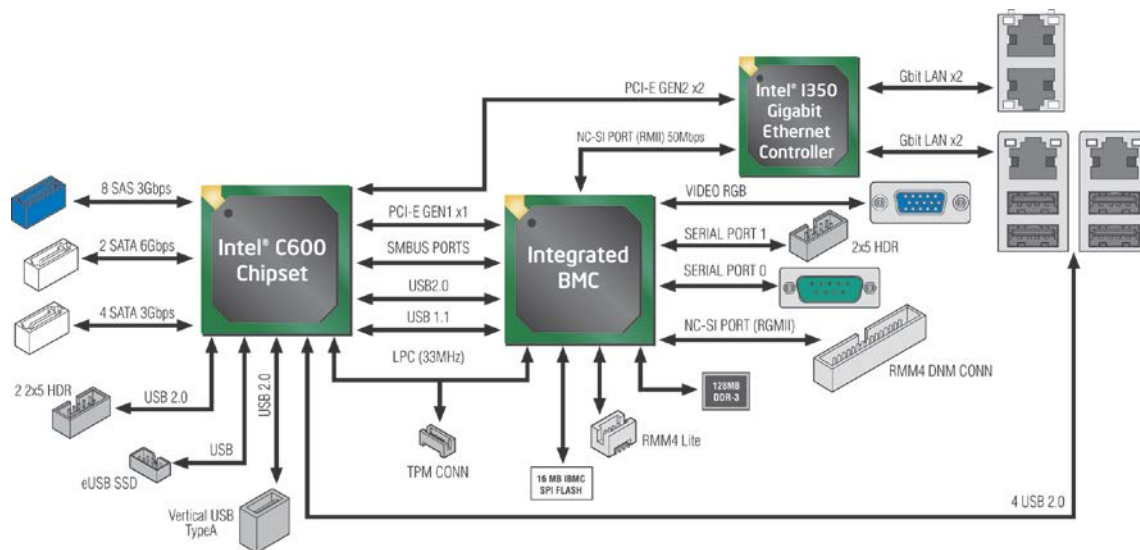 PCI-E GEN2 x2
Intel® I350
Gigabit
Ethernet
Controller
Gbit LAN x2
NC-SI PORT (RMII) 50Mbps
Gbit LAN x2
8 SAS 3Gbps
Intel® C600
Chipset
PCI-E GEN1 x1
Integrated
BMC
VIDEO RGB
SERIAL PORT 1
2x5 HDR
2 SATA 6Gbps
SMBUS PORTS
SERIAL PORT 0
USB2.0
4 SATA 3Gbps
USB 1.1
NC-SI PORT (RGMII)
LPC (33MHz)
RMM4 DNM CONN
2 2x5 HDR
USB 2.0
USB 2.0
128MB
DDR-3
RMM4 Lite
USB
eUSB SSD
TPM CONN
16 MB IBMC
SPI FLASH
Vertical USB
TypeA
4 USB 2.0